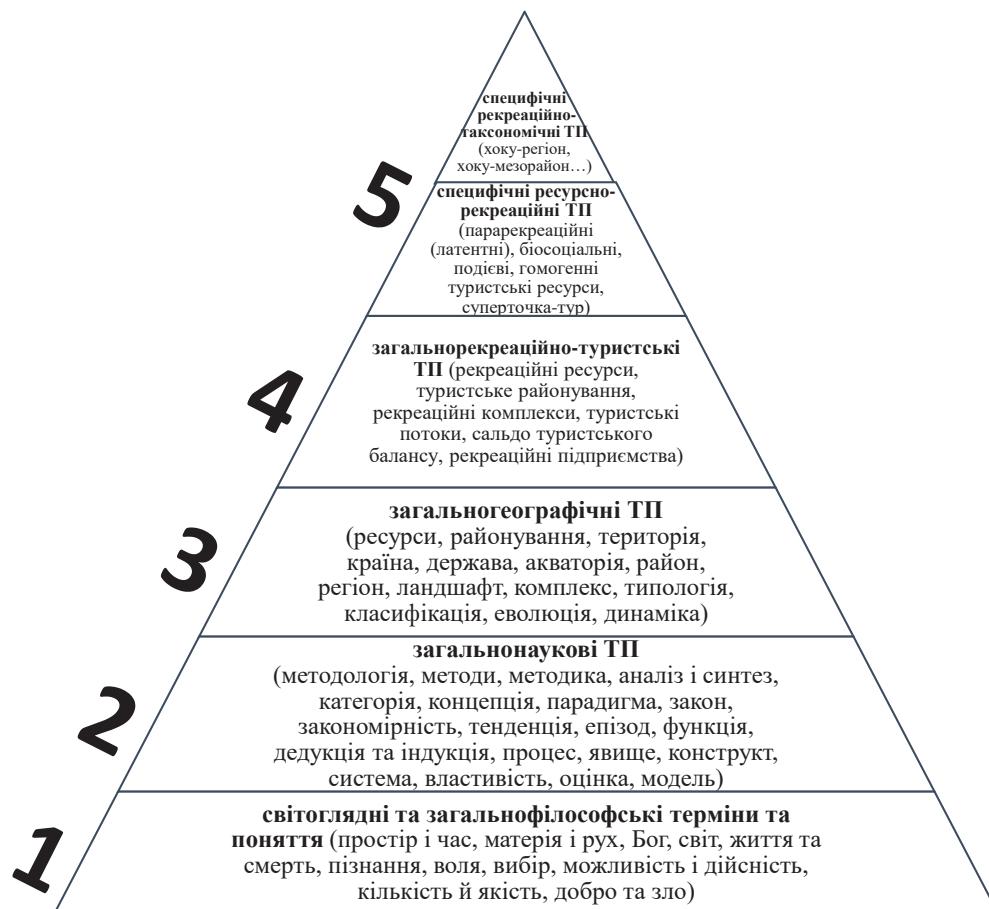 специфічні
рекреаційно-
таксономічні ТП
(хоку-регіон,
хоку-мезорайон…)
5
специфічні ресурсно-
рекреаційні ТП
(парарекреаційні
(латентні), біосоціальні,
подієві, гомогенні
туристські ресурси,
суперточка-тур)
4
загальнорекреаційно-туристські
ТП (рекреаційні ресурси,
туристське районування,
рекреаційні комплекси, туристські
потоки, сальдо туристського
балансу, рекреаційні підприємства)
3
загальногеографічні ТП
(ресурси, районування, територія,
країна, держава, акваторія, район,
регіон, ландшафт, комплекс, типологія,
класифікація, еволюція, динаміка)
2
загальнонаукові ТП
(методологія, методи, методика, аналіз і синтез,
категорія, концепція, парадигма, закон,
закономірність, тенденція, епізод, функція,
дедукція та індукція, процес, явище, конструкт,
система, властивість, оцінка, модель)
1
світоглядні та загальнофілософські терміни та
поняття (простір і час, матерія і рух, Бог, світ, життя та
смерть, пізнання, воля, вибір, можливість і дійсність,
кількість й якість, добро та зло)